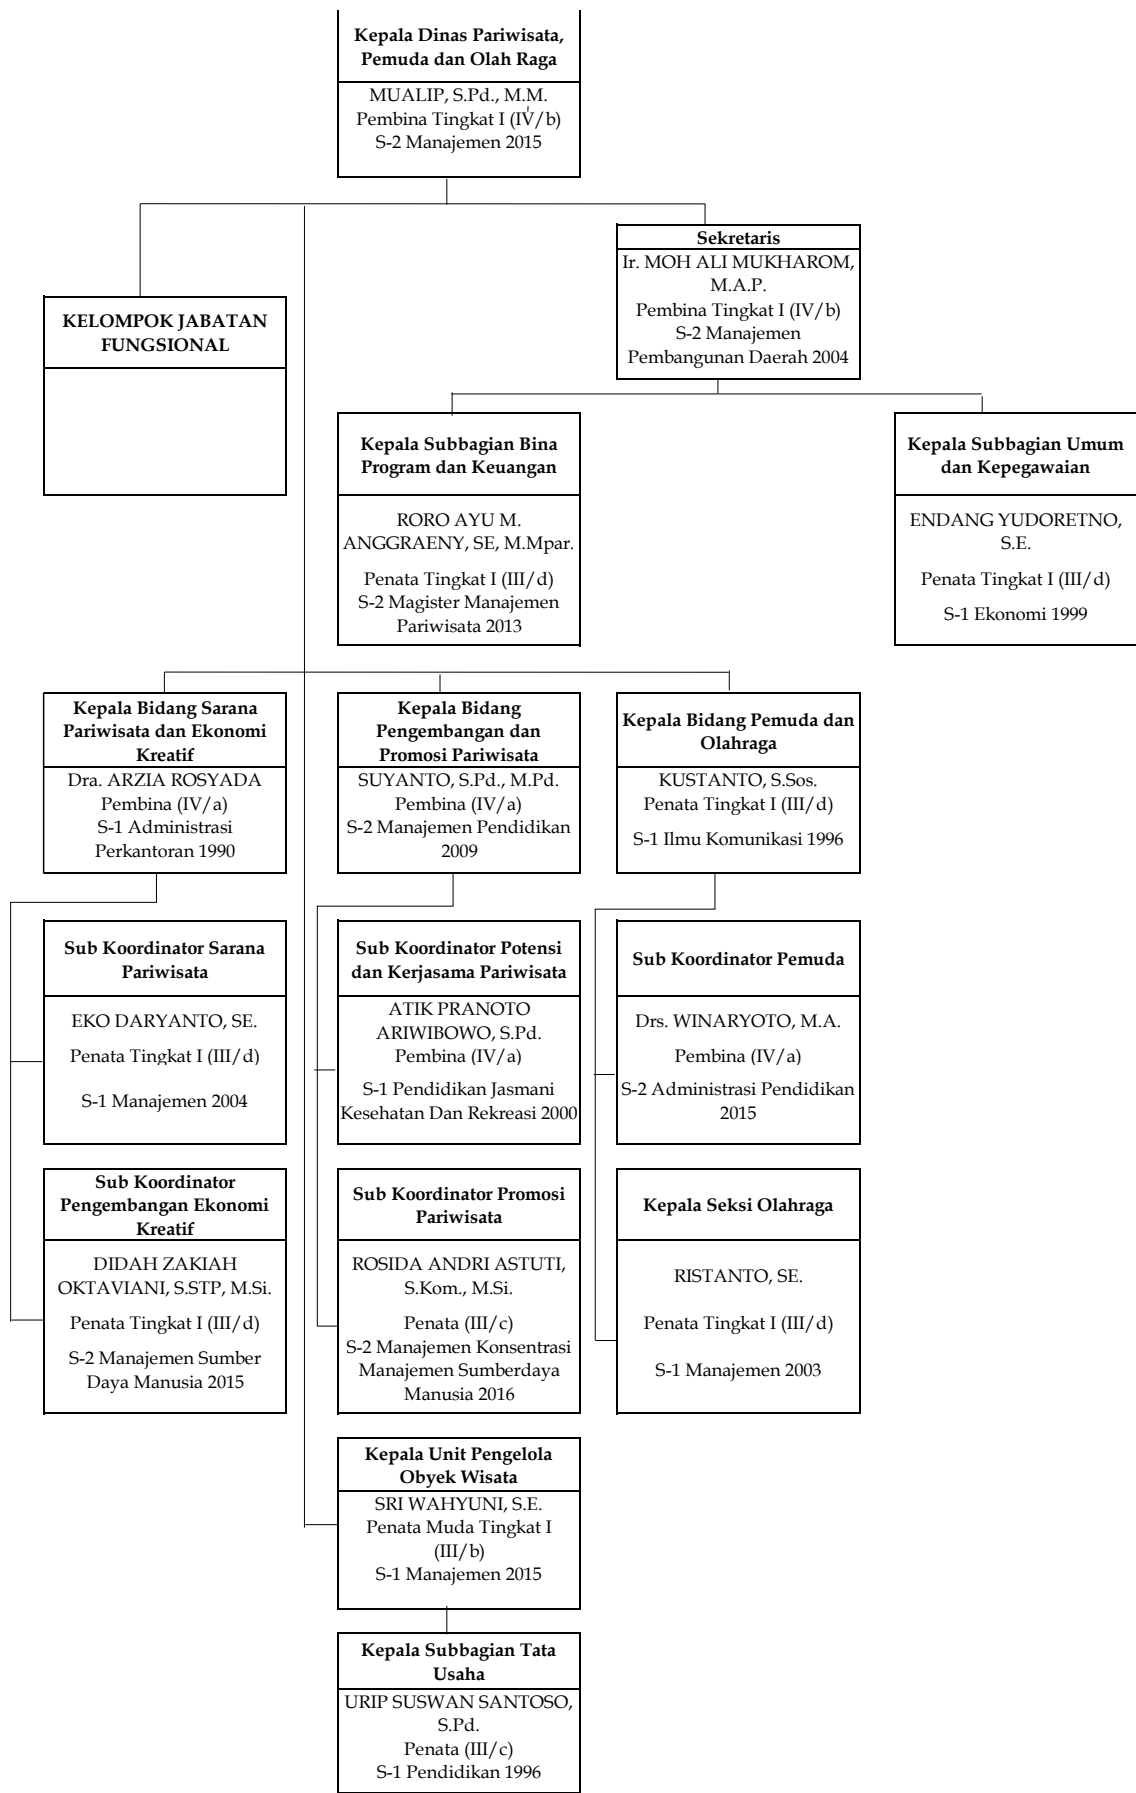 Kepala Dinas Pariwisata,
Pemuda dan Olah Raga
MUALIP, S.Pd., M.M.
Pembina Tingkat I (IV/b)
S-2 Manajemen 2015
Sekretaris
Ir. MOH ALI MUKHAROM,
M.A.P.
Pembina Tingkat I (IV/b)
S-2 Manajemen
Pembangunan Daerah 2004
KELOMPOK JABATAN
FUNGSIONAL
Kepala Subbagian Bina
Program dan Keuangan
RORO AYU M.
ANGGRAENY, SE, M.Mpar.
Penata Tingkat I (III/d)
S-2 Magister Manajemen
Pariwisata 2013
Kepala Subbagian Umum
dan Kepegawaian
ENDANG YUDORETNO,
S.E.
Penata Tingkat I (III/d)
S-1 Ekonomi 1999
Kepala Bidang Sarana
Pariwisata dan Ekonomi
Kreatif
Dra. ARZIA ROSYADA
Pembina (IV/a)
S-1 Administrasi
Perkantoran 1990
Kepala Bidang
Pengembangan dan
Promosi Pariwisata
SUYANTO, S.Pd., M.Pd.
Pembina (IV/a)
S-2 Manajemen Pendidikan
2009
Kepala Bidang Pemuda dan
Olahraga
KUSTANTO, S.Sos.
Penata Tingkat I (III/d)
S-1 Ilmu Komunikasi 1996
Sub Koordinator Sarana
Pariwisata
EKO DARYANTO, SE.
Penata Tingkat I (III/d)
S-1 Manajemen 2004
Sub Koordinator Potensi
dan Kerjasama Pariwisata
ATIK PRANOTO
ARIWIBOWO, S.Pd.
Pembina (IV/a)
S-1 Pendidikan Jasmani
Kesehatan Dan Rekreasi 2000
Sub Koordinator Pemuda
Drs. WINARYOTO, M.A.
Pembina (IV/a)
S-2 Administrasi Pendidikan
2015
Sub Koordinator
Pengembangan Ekonomi
Kreatif
DIDAH ZAKIAH
OKTAVIANI, S.STP, M.Si.
Penata Tingkat I (III/d)
S-2 Manajemen Sumber
Daya Manusia 2015
Sub Koordinator Promosi
Pariwisata
ROSIDA ANDRI ASTUTI,
S.Kom., M.Si.
Penata (III/c)
S-2 Manajemen Konsentrasi
Manajemen Sumberdaya
Manusia 2016
Kepala Seksi Olahraga
RISTANTO, SE.
Penata Tingkat I (III/d)
S-1 Manajemen 2003
Kepala Unit Pengelola
Obyek Wisata
SRI WAHYUNI, S.E.
Penata Muda Tingkat I
(III/b)
S-1 Manajemen 2015
Kepala Subbagian Tata
Usaha
URIP SUSWAN SANTOSO,
S.Pd.
Penata (III/c)
S-1 Pendidikan 1996